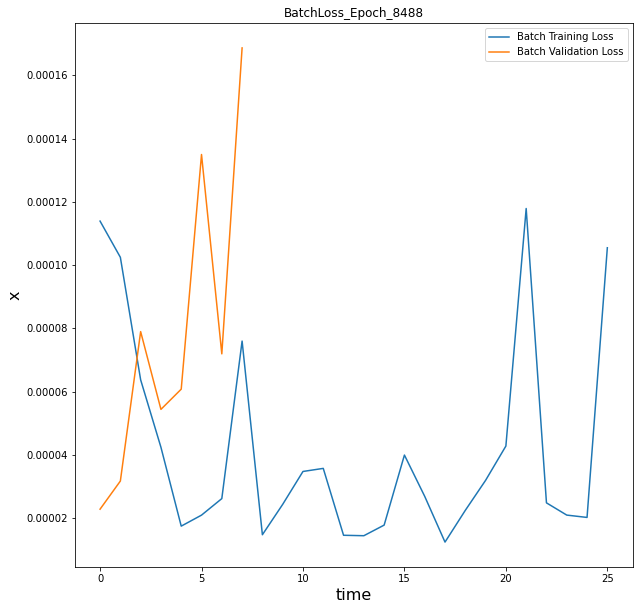 BatchLoss_Epoch_8488
Batch Training Loss
Batch Validation Loss
0.00016
0.00014
0.00012
0.00010
0.00008
0.00006
0.00004
0.00002
x
0 5 10 15 20 25
time